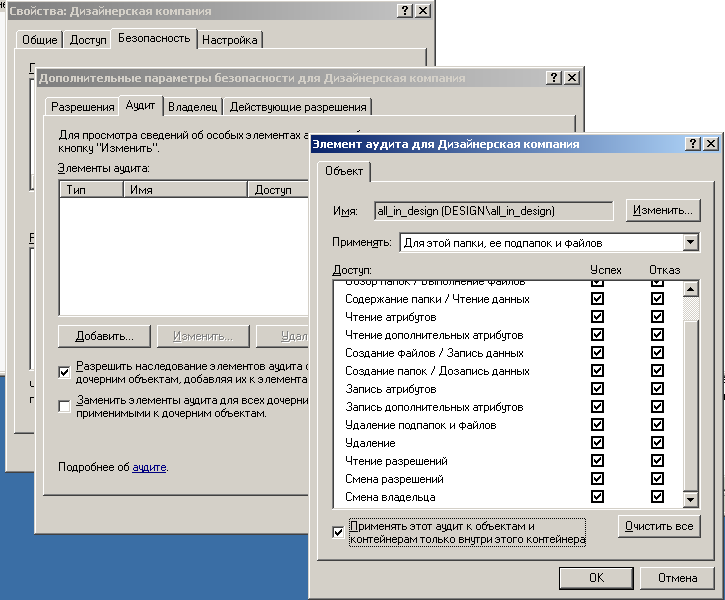 Свойства: Дизайнерская компания
Общие
Доступ
Безопасность
Настройка
Дополнительные параметры безопасности для Дизайнерская компания
Разрешения
Аудит
Владелец
Действующие разрешения
Для просмотра сведений об особых элементах
кнопку "Изменить".
Элементы аудита:
Тип
Имя
Доступ
Добавить...
Изменить...
Удал
Разрешить наследование элементов аудита
дочерним объектам, добавляя их к элемента
Заменить элементы аудита для всех дочерни
применимыми к дочерним объектам.
Подробнее об аудите.
Элемент аудита для Дизайнерская компания
Объект
Имя:
all_in_design (DESIGN\all_in_design)
Изменить...
Применять:
Для этой папки, ее подпапок и файлов
Доступ:
Успех
Отказ
Обзор папок / Выполнение файлов
Содержание папки / Чтение данных
Чтение атрибутов
Чтение дополнительных атрибутов
Создание файлов / Запись данных
Создание папок / Дозапись данных
Запись атрибутов
Запись дополнительных атрибутов
Удаление подпапок и файлов
Удаление
Чтение разрешений
Смена разрешений
Смена владельца
Применять этот аудит к объектам и
контейнерам только внутри этого контейнера
Очистить все
OK
Отмена